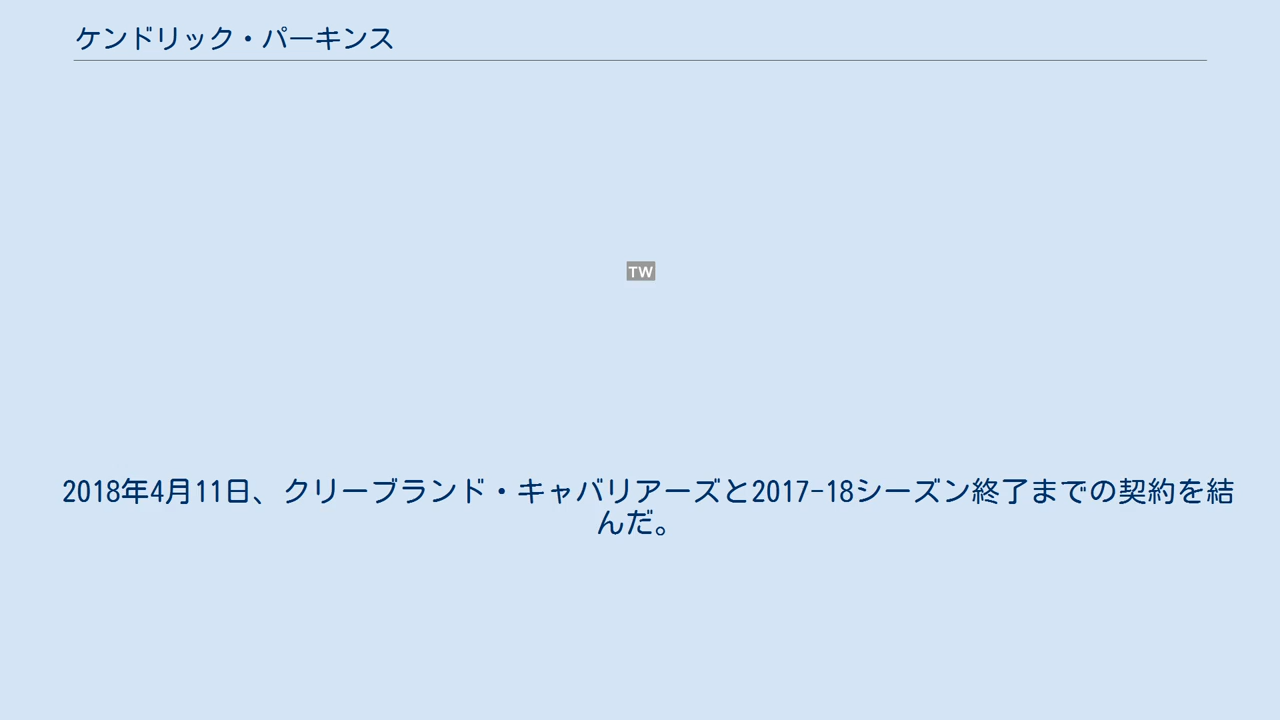 ケンドリック・パーキンス
TW
2018年4月11日、クリーブランド・キャバリアーズと2017-18シーズン終了までの契約を結
んだ。